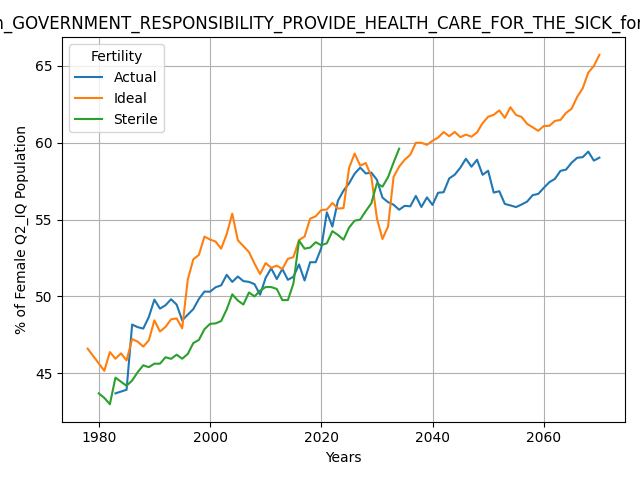 _GOVERNMENT_RESPONSIBILITY_PROVIDE_HEALTH_CARE_FOR_THE_SICK_for
Fertility
Actual
Ideal
Sterile
% of Female Q2_IQ Population
65
60
55
50
45
1980
2000
2020
2040
2060
Years